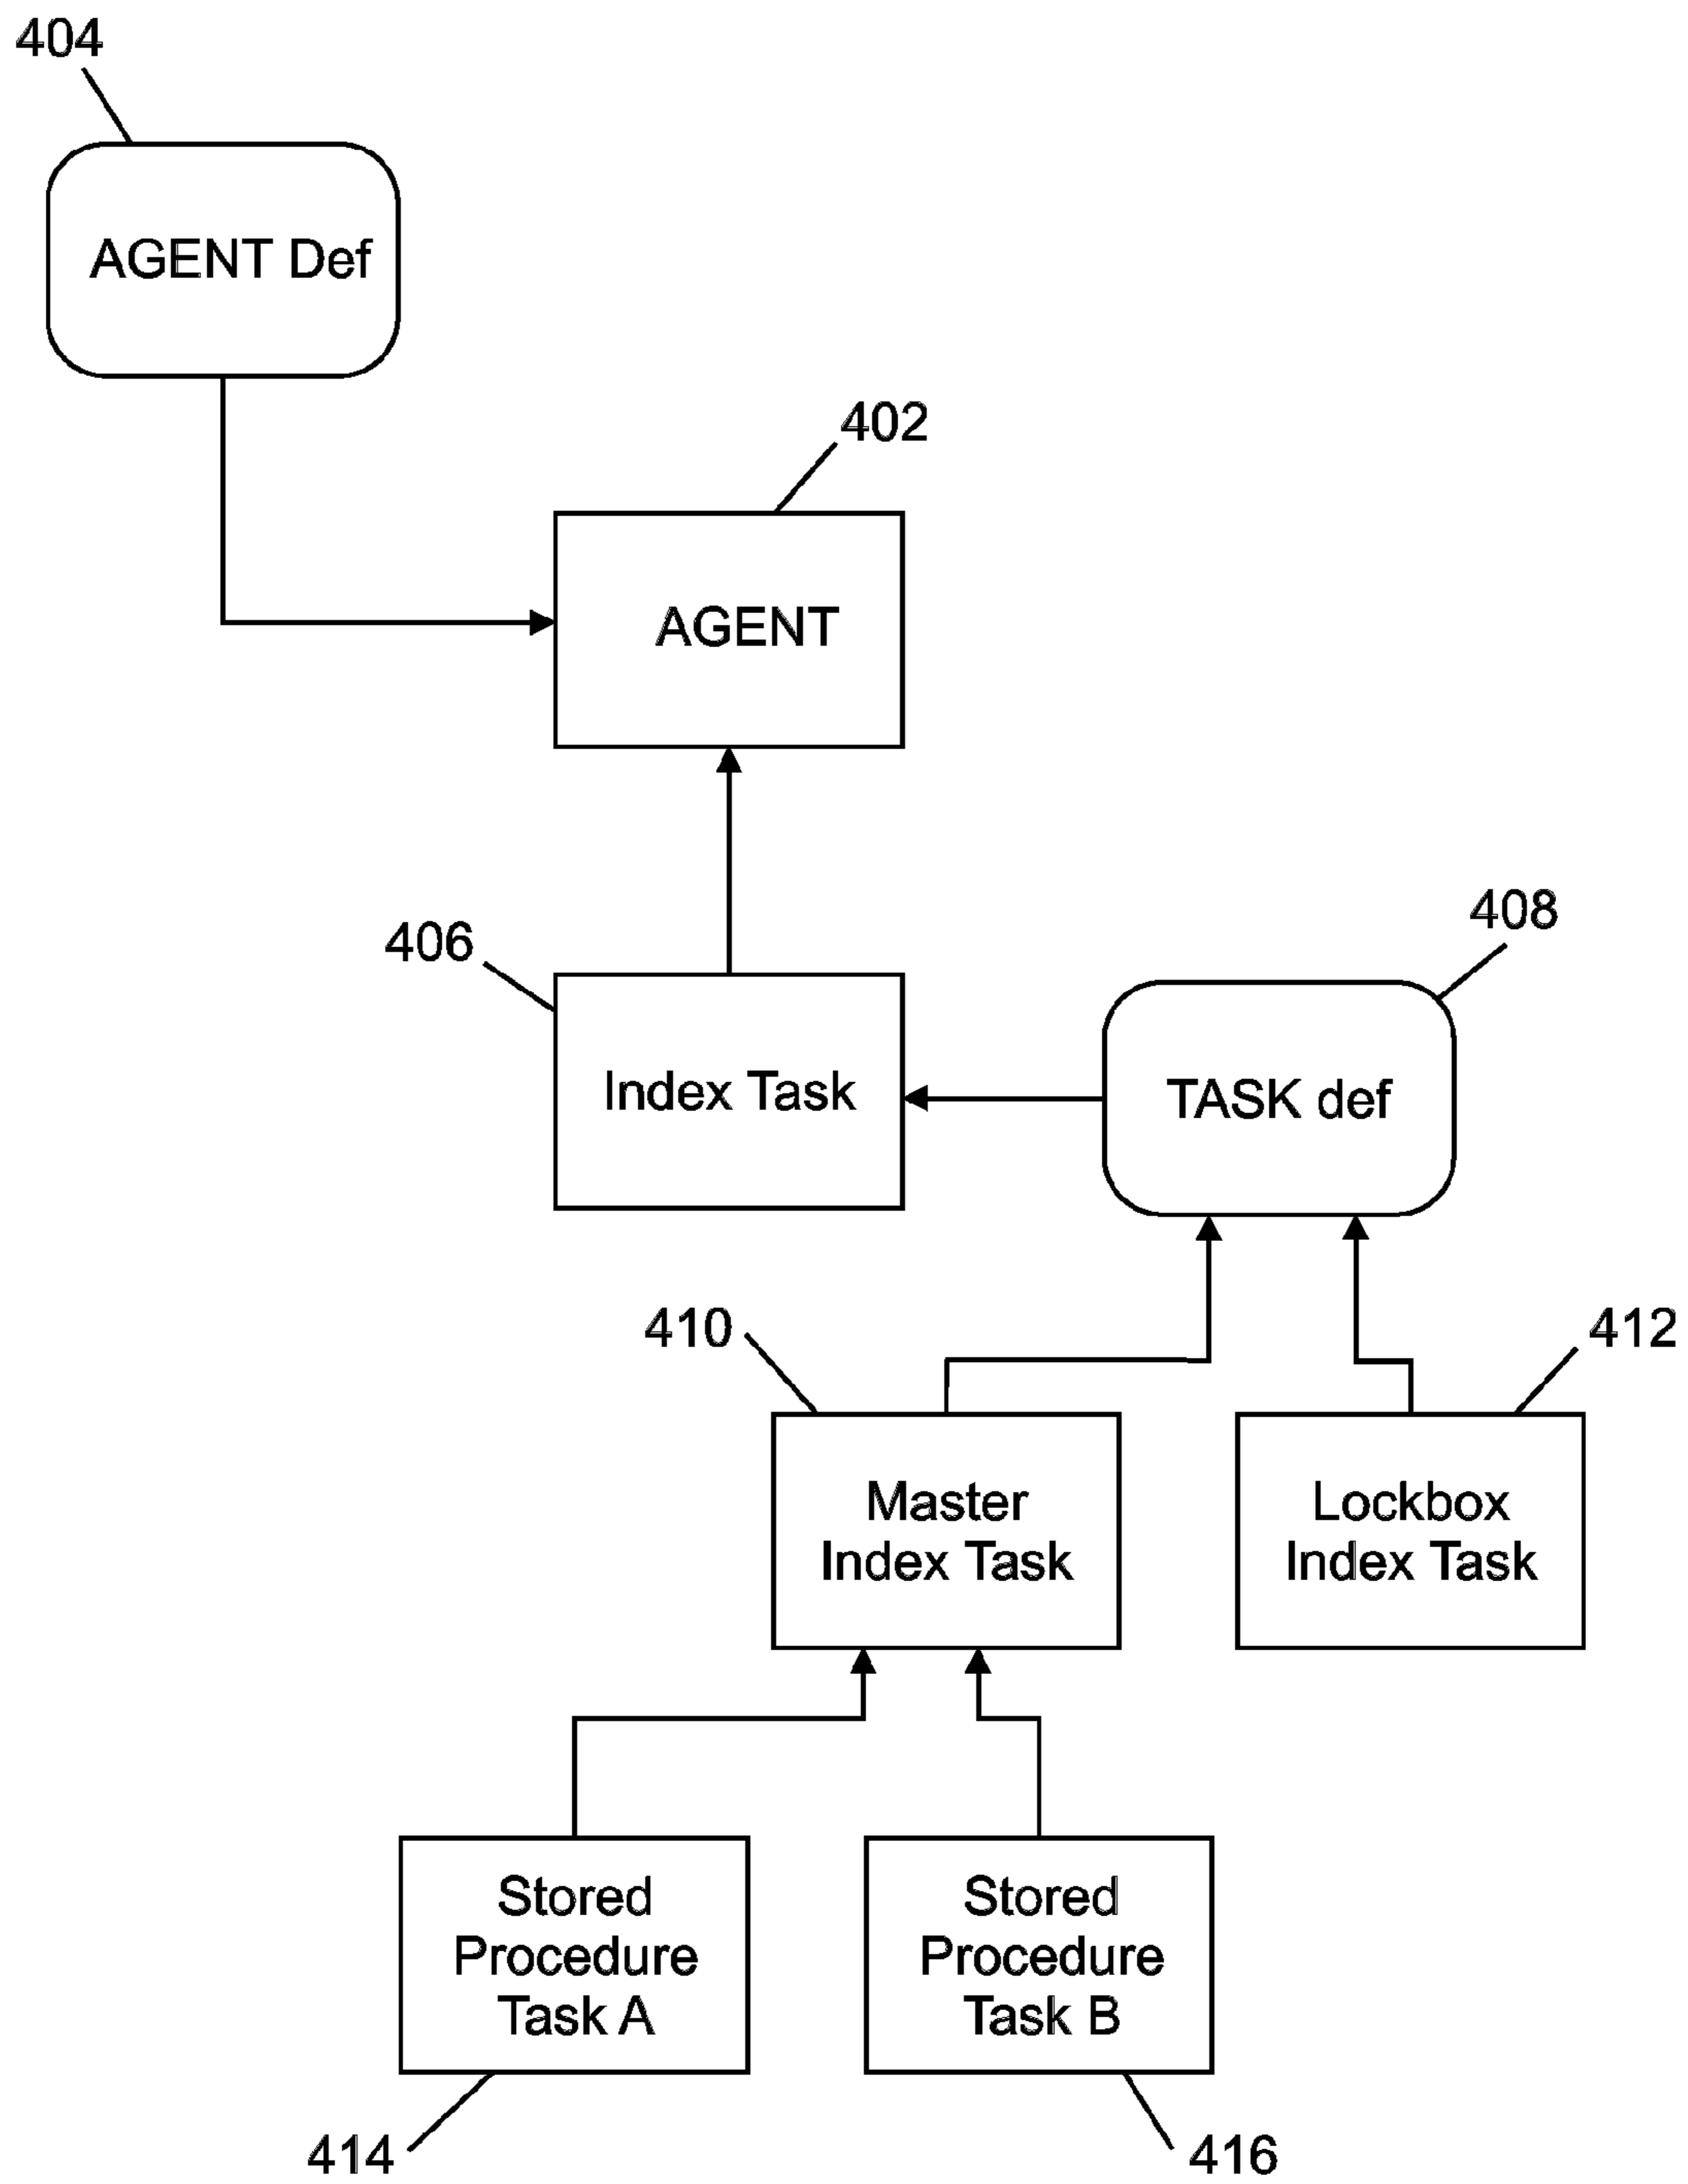 404
AGENT Def
402
AGENT
406
Index Task
408
TASK def
410
Master
Index Task
412
Lockbox
Index Task
Stored
Procedure
Task A
414
Stored
Procedure
Task B
416